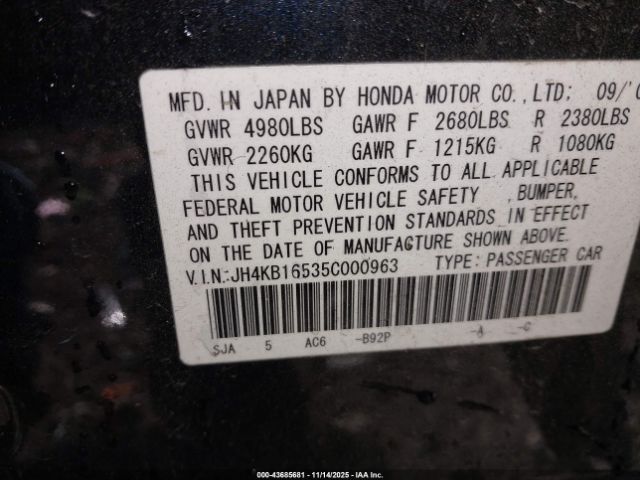 MFD. IN JAPAN BY HONDA MOTOR CO.,LTD: 09/'0
GVWR 4980LBS GAWR F 2680LBS R 2380LBS
GVWR 2260KG GAWR F 1215KG R 1080KG
THIS VEHICLE CONFORMS TO ALL APPLICABLE
FEDERAL MOTOR VEHICLE SAFETY , BUMPER,
AND THEFT PREVENTION STANDARDS IN EFFECT
ON THE DATE OF MANUFACTURE SHOWN ABOVE.
V.I.N:JH4KB16535C000963 TYPE: PASSENGER CAR
SJA 5 AC6 -B92P -A -C
000-43685681 - 11/14/2025 - IAA Inc.